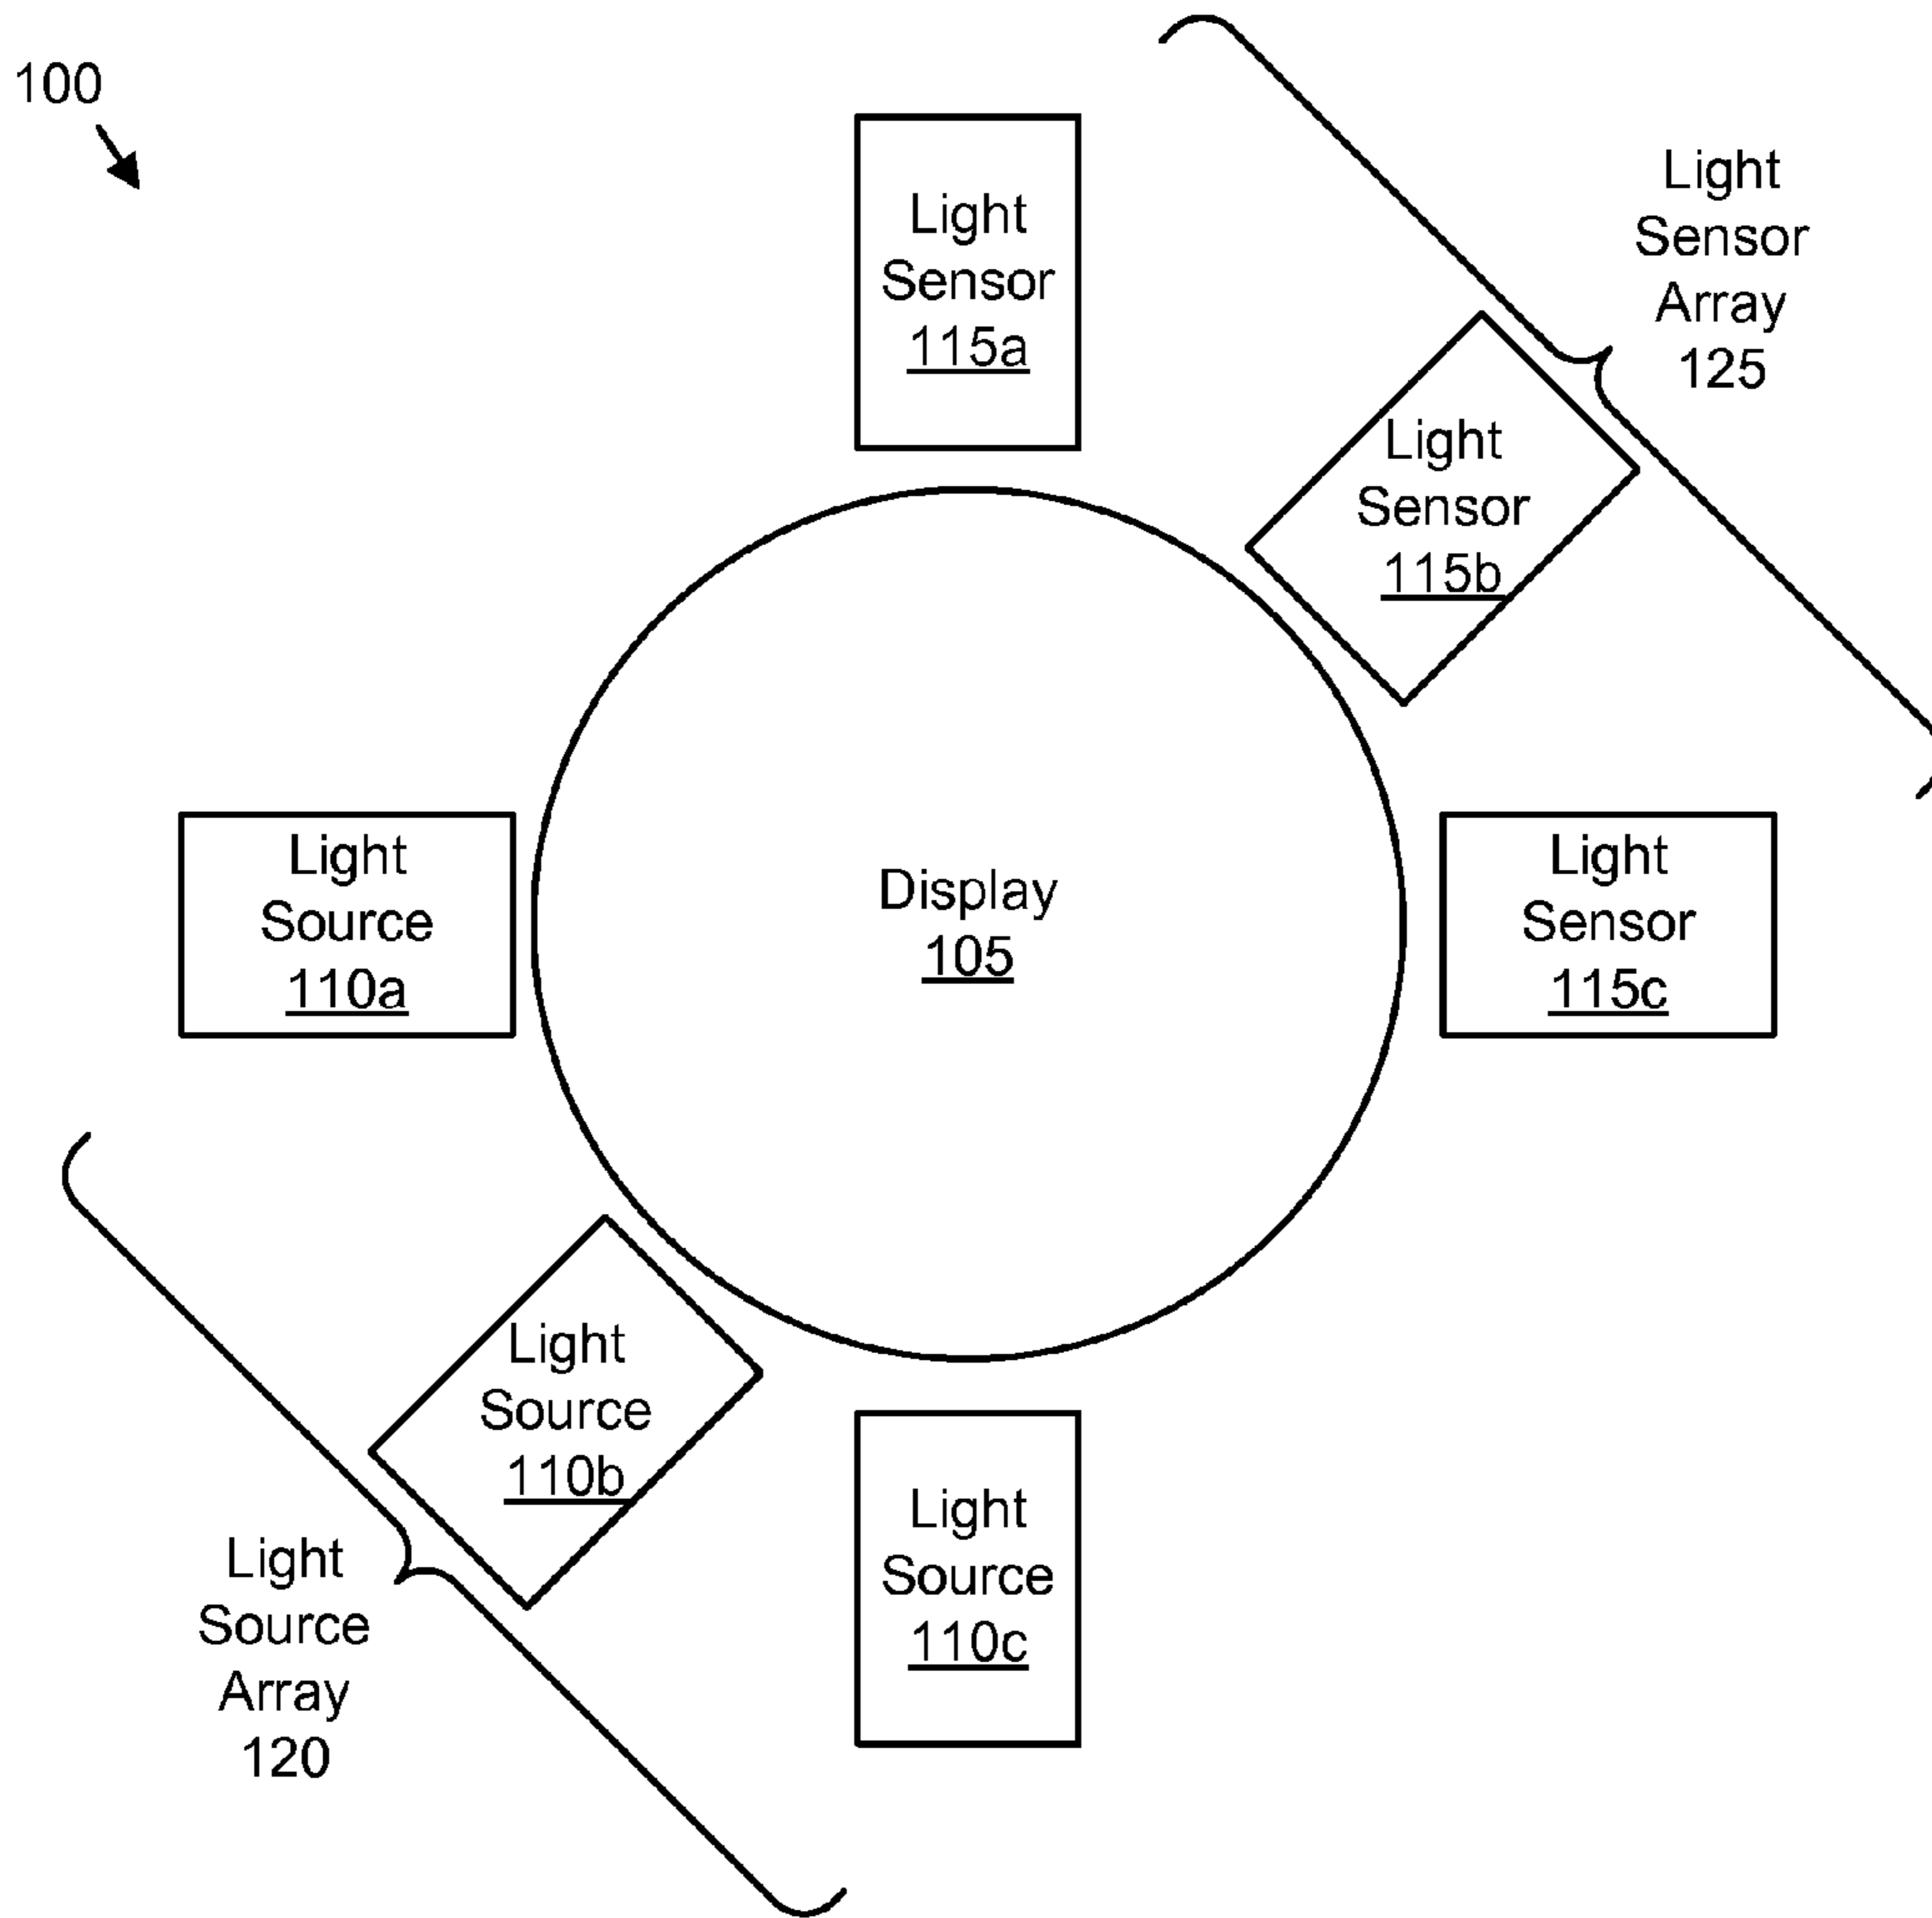 100
Light
Sensor
115a
Light
Sensor
Array
125
Light
Sensor
115b
Light
Source
110a
Display
105
Light
Sensor
115c
Light
Source
110b
Light
Source
110c
Light
Source
Array
120